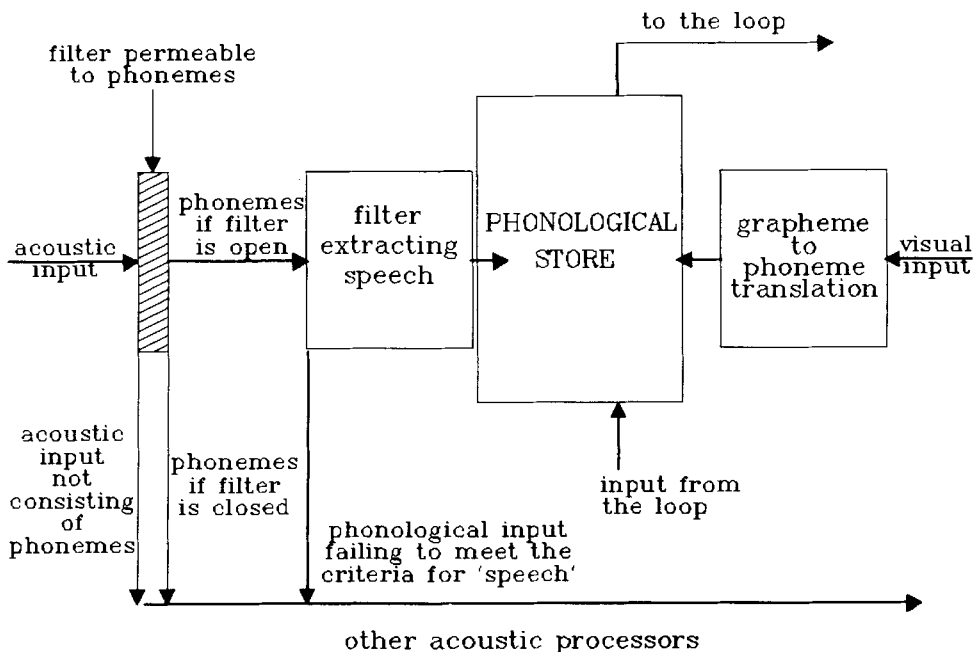 to the loop
filter permeable
to phonemes
phonemes
if filter
is open
acoustic
input
filter
extracting
speech
PHONOLOGICAL
STORE
grapheme
to
phoneme
translation
visual
input
acoustic
input
not
consisting
of
phonemes
phonemes
if filter
is closed
input from
the loop
phonological input
failing to meet the
criteria for 'speech'
other acoustic processors